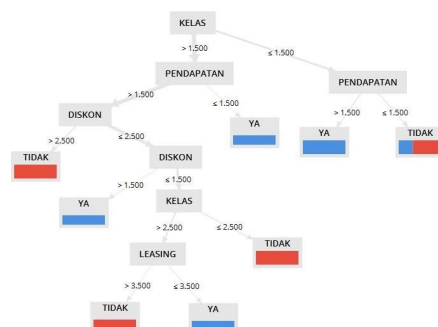 KELAS
> 1.500
≤ 1.500
PENDAPATAN
PENDAPATAN
> 1.500
≤ 1.500
> 1.500
≤ 1.500
DISKON
YA
YA
TIDAK
> 2.500
≤ 2.500
TIDAK
DISKON
> 1.500
≤ 1.500
YA
KELAS
> 2.500
≤ 2.500
LEASING
TIDAK
> 3.500
≤ 3.500
TIDAK
YA